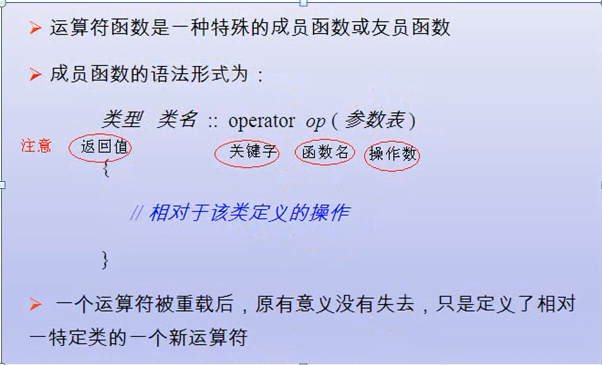 运算符函数是一种特殊的成员函数或友员函数
成员函数的语法形式为：
类型 类名 :: operator op ( 参数表 )
注意 返回值 关键字 函数名 操作数
{
// 相对于该类定义的操作
}
一个运算符被重载后，原有意义没有失去，只是定义了相对
一特定类的一个新运算符